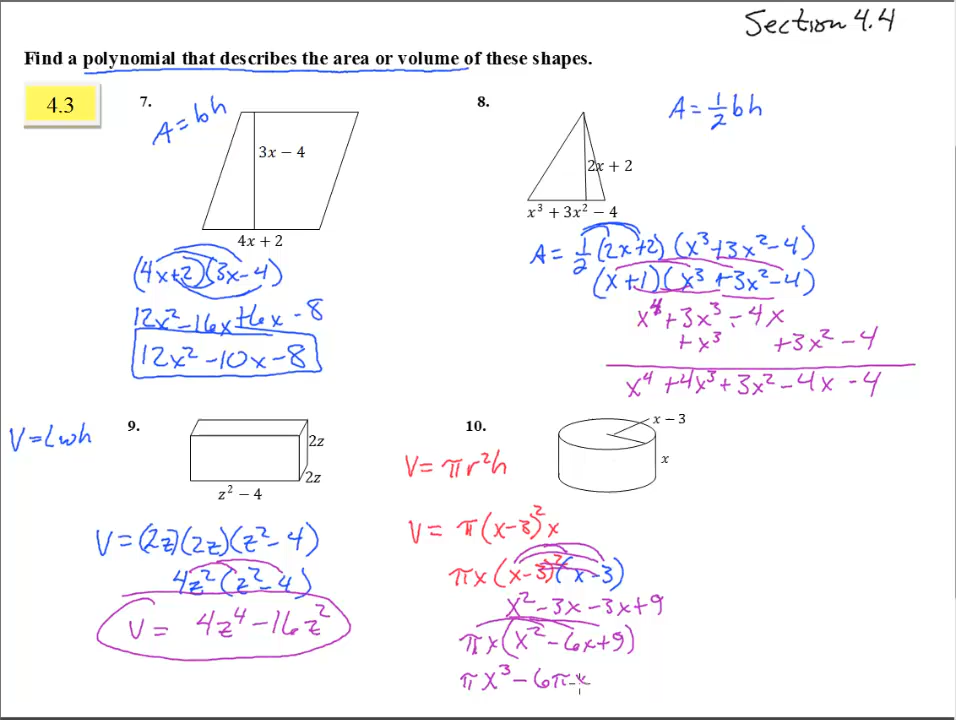 Section 4.4
Find a polynomial that describes the area or volume of these shapes.
4.3
7.
A = bh
3x − 4
4x + 2
(4x+2)(3x−4)
12x² −16x +6x −8
12x² −10x −8
8.
A = 1/2 bh
2x + 2
x³ + 3x² − 4
A = 1/2 (2x+2)(x³+3x²−4)
(x+1)(x³+3x²−4)
x⁴+3x³−4x
+x³ +3x²−4
x⁴+4x³+3x²−4x−4
9.
V = Lwh
2z
2z
z² − 4
V = (2z)(2z)(z²−4)
4z²(z²−4)
V = 4z⁴ −16z²
10.
x − 3
x
V = πr²h
V = π(x−3)²x
πx(x−3)²(x−3)
x²−3x−3x+9
πx(x²−6x+9)
πx³−6πx